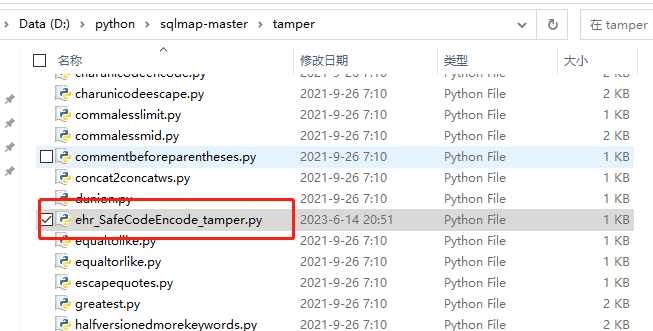 Data (D:) > python > sqlmap-master > tamper 在 tamper
名称 修改日期 类型 大小
charunicodeencode.py 2021-9-26 7:10 Python File 2 KB
charunicodeescape.py 2021-9-26 7:10 Python File 2 KB
commalesslimit.py 2021-9-26 7:10 Python File 2 KB
commalessmid.py 2021-9-26 7:10 Python File 2 KB
commentbeforeparentheses.py 2021-9-26 7:10 Python File 1 KB
concat2concatws.py 2021-9-26 7:10 Python File 1 KB
dunion.py 2021-9-26 7:10 Python File 1 KB
ehr_SafeCodeEncode_tamper.py 2023-6-14 20:51 Python File 1 KB
equaltolike.py 2021-9-26 7:10 Python File 1 KB
equaltorlike.py 2021-9-26 7:10 Python File 1 KB
escapequotes.py 2021-9-26 7:10 Python File 1 KB
greatest.py 2021-9-26 7:10 Python File 2 KB
halfversionedmorekeywords.py 2021-9-26 7:10 Python File 2 KB